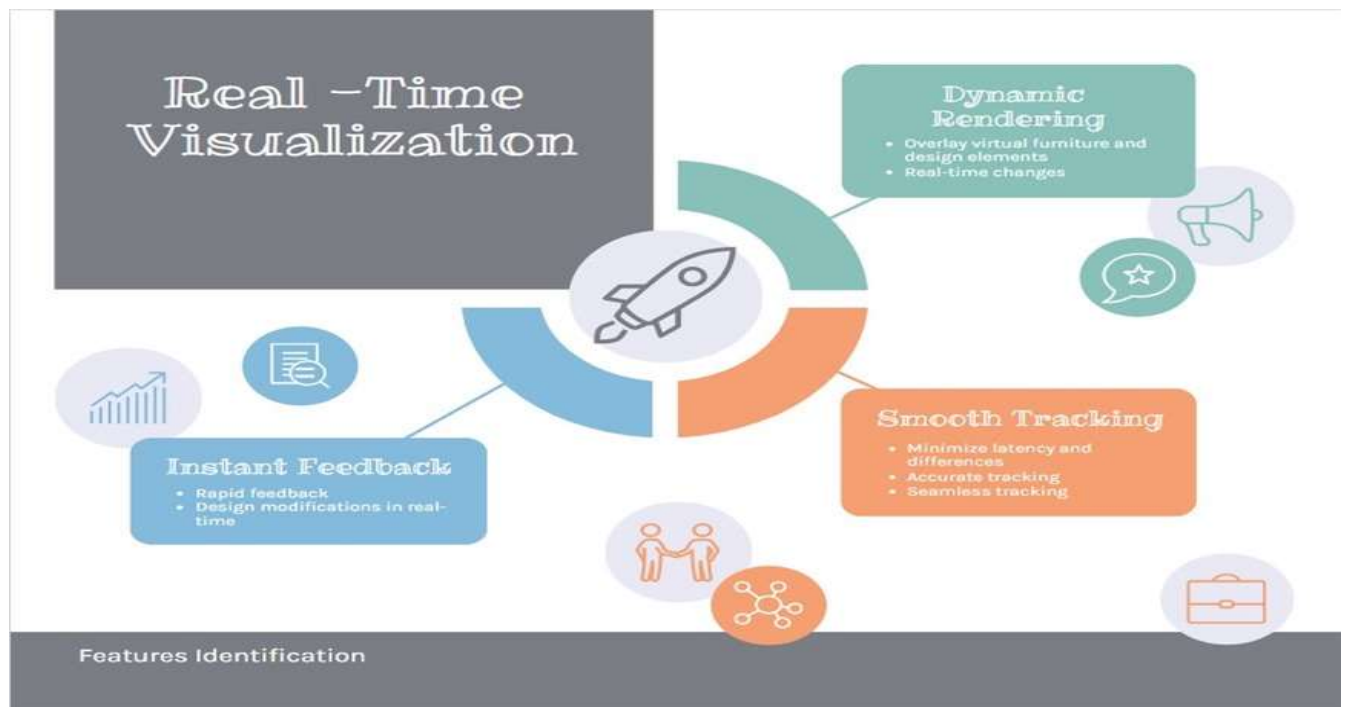 Real -Time
Visualization
Dynamic
Rendering
• Overlay virtual furniture and
design elements
• Real-time changes
Smooth Tracking
• Minimize latency and
differences
• Accurate tracking
• Seamless tracking
Instant Feedback
• Rapid feedback
• Design modifications in real-
time
Features Identification